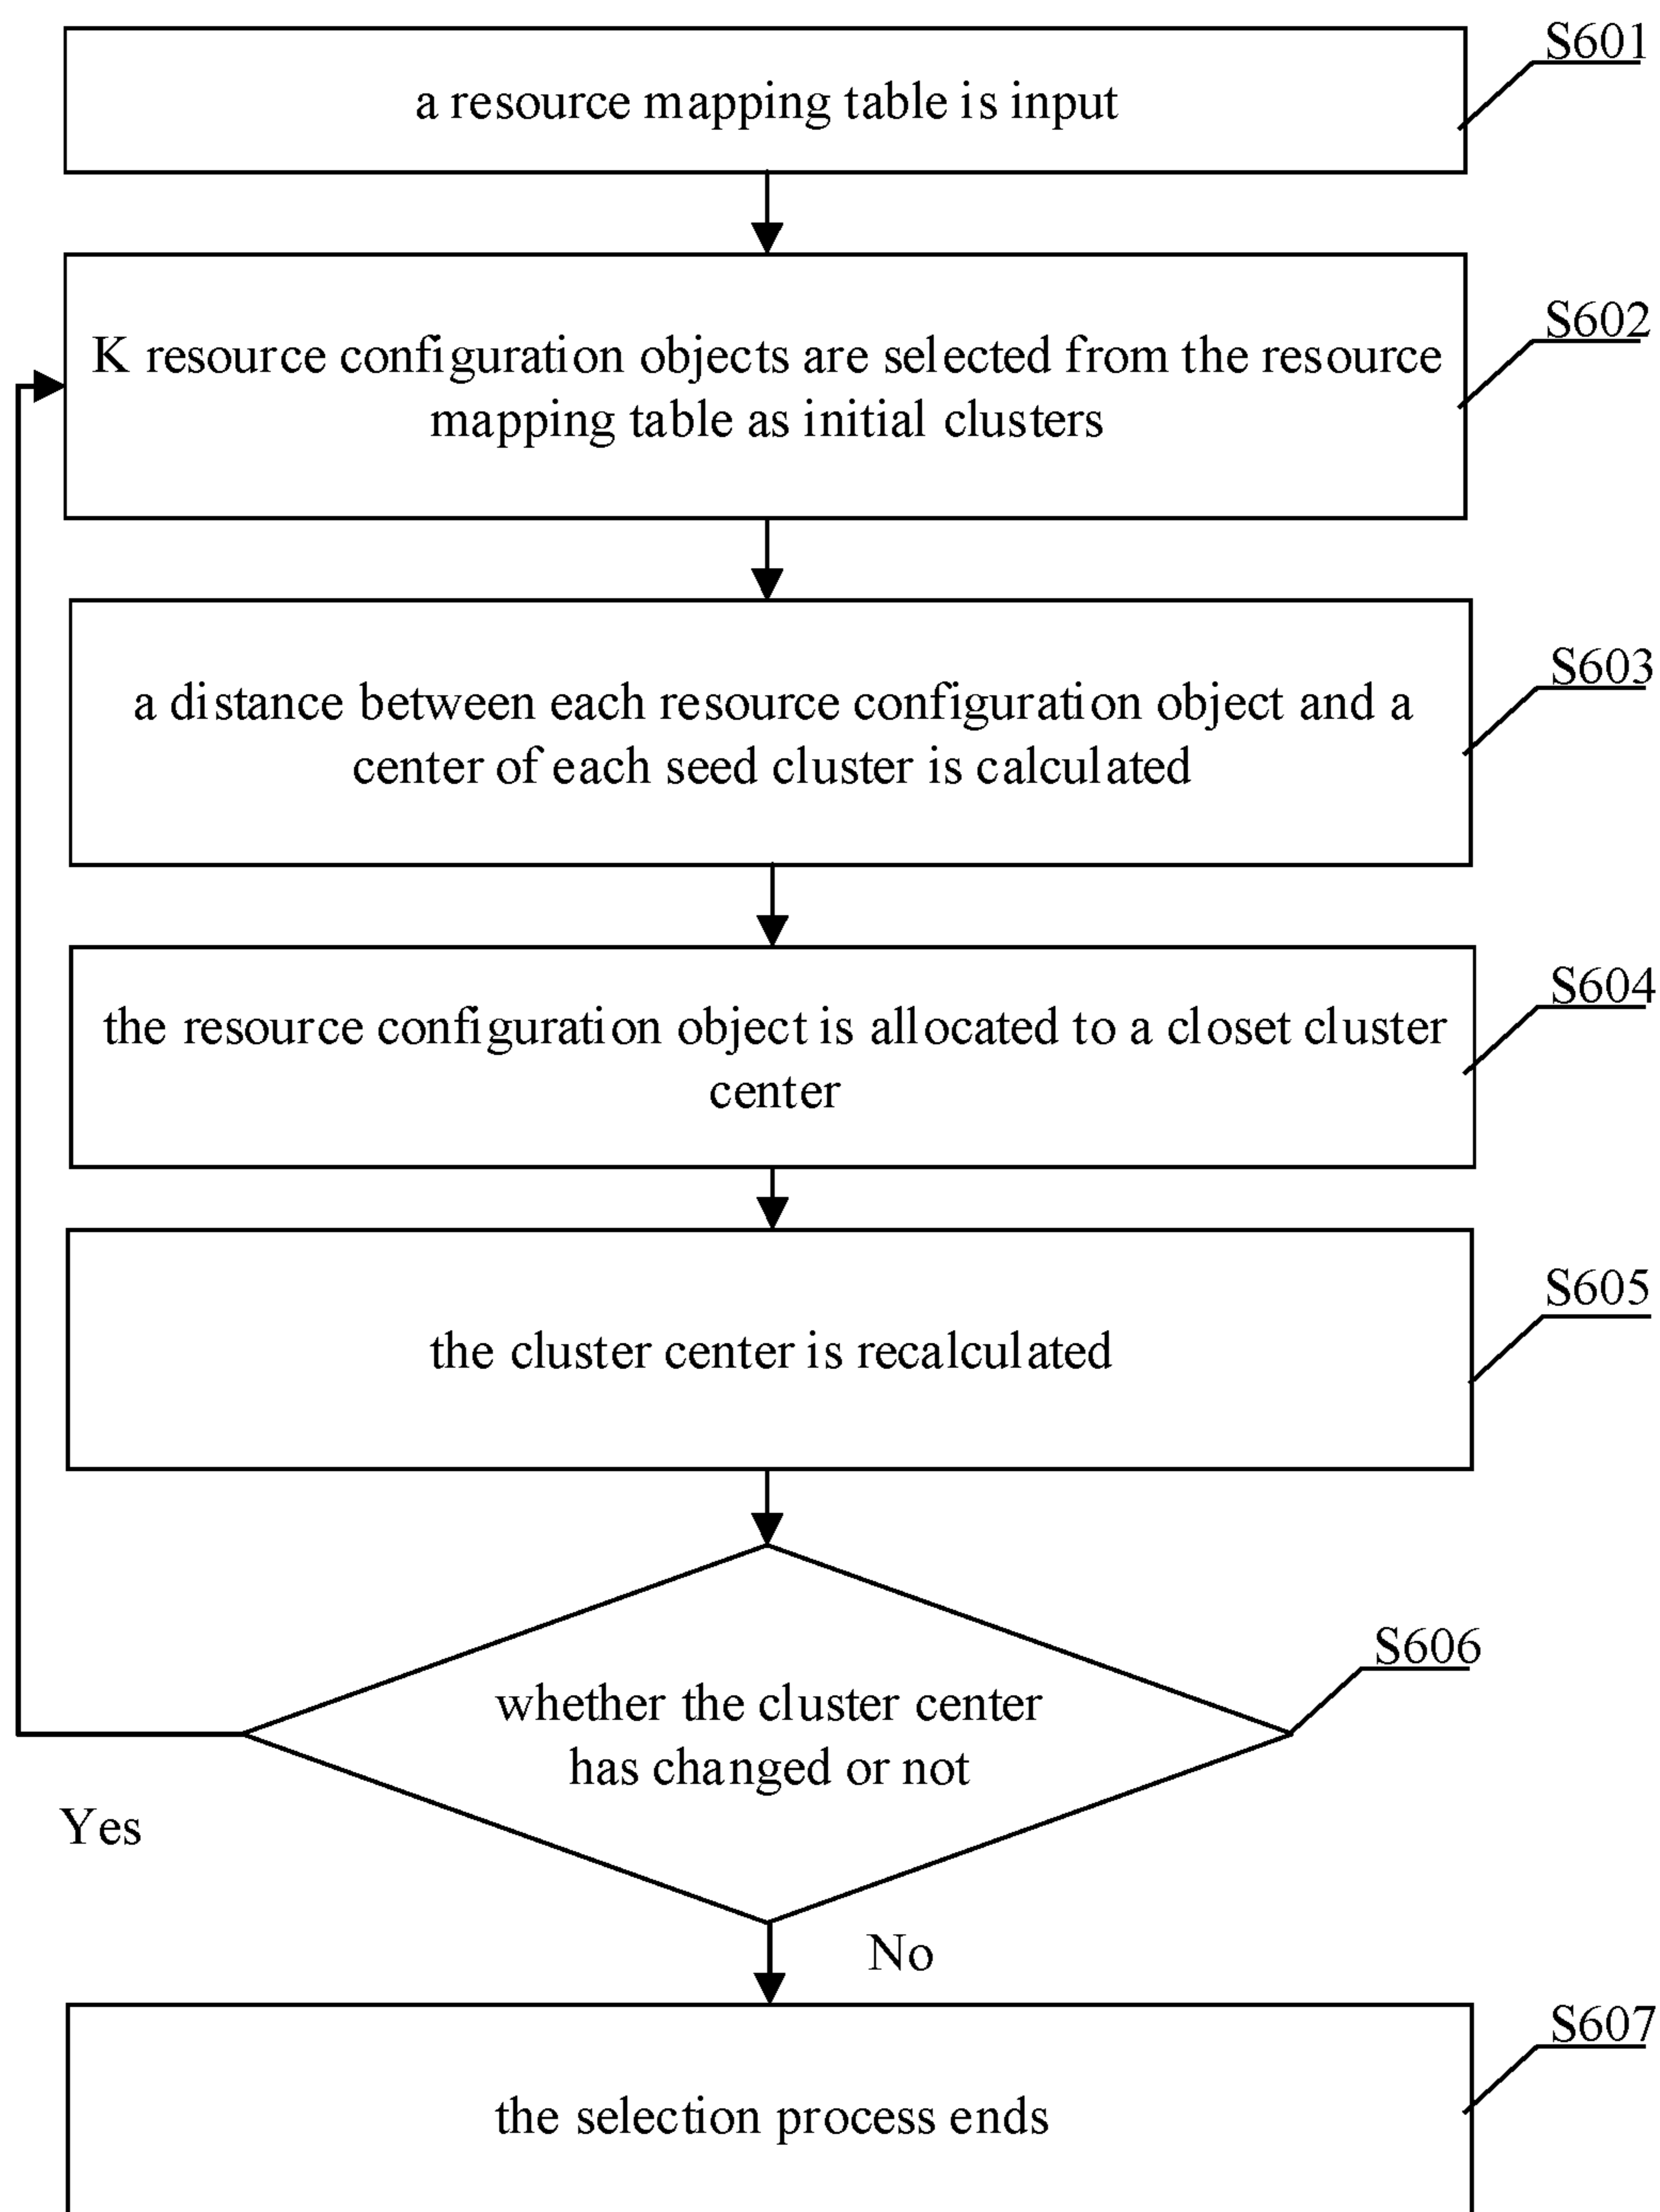 S601
a resource mapping table is input
S602
K resource configuration objects are selected from the resource
mapping table as initial clusters
S603
a distance between each resource configuration object and a
center of each seed cluster is calculated
S604
the resource configuration object is allocated to a closet cluster
center
S605
the cluster center is recalculated
S606
whether the cluster center
has changed or not
Yes
No
S607
the selection process ends